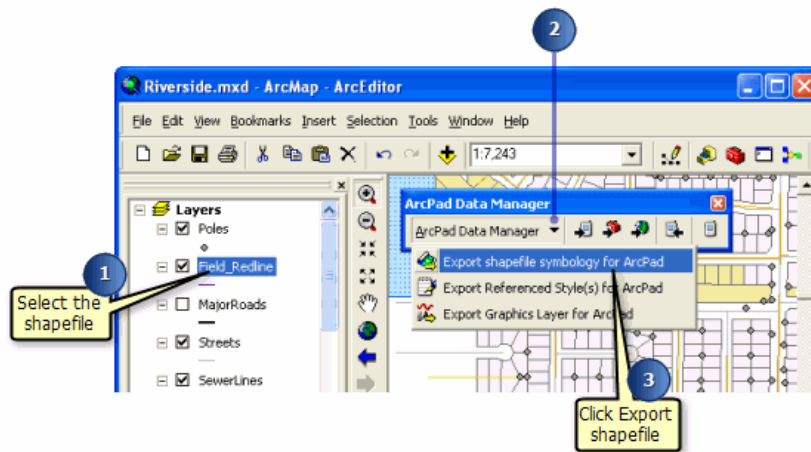 2
Riverside.mxd - ArcMap - ArcEditor
File Edit View Bookmarks Insert Selection Tools Window Help
1:7,243
ArcPad Data Manager
ArcPad Data Manager
Layers
Poles
1
Field_Redline
Export shapefile symbology for ArcPad
Select the
shapefile
Export Referenced Style(s) for ArcPad
MajorRoads
Export Graphics Layer for ArcPad
Streets
3
SewerLines
Click Export
shapefile